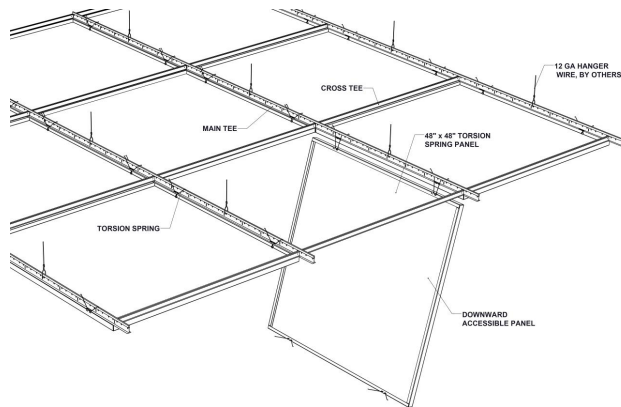 12 GA HANGER
WIRE, BY OTHERS
CROSS TEE
MAIN TEE
48" x 48" TORSION
SPRING PANEL
TORSION SPRING
DOWNWARD
ACCESSIBLE PANEL